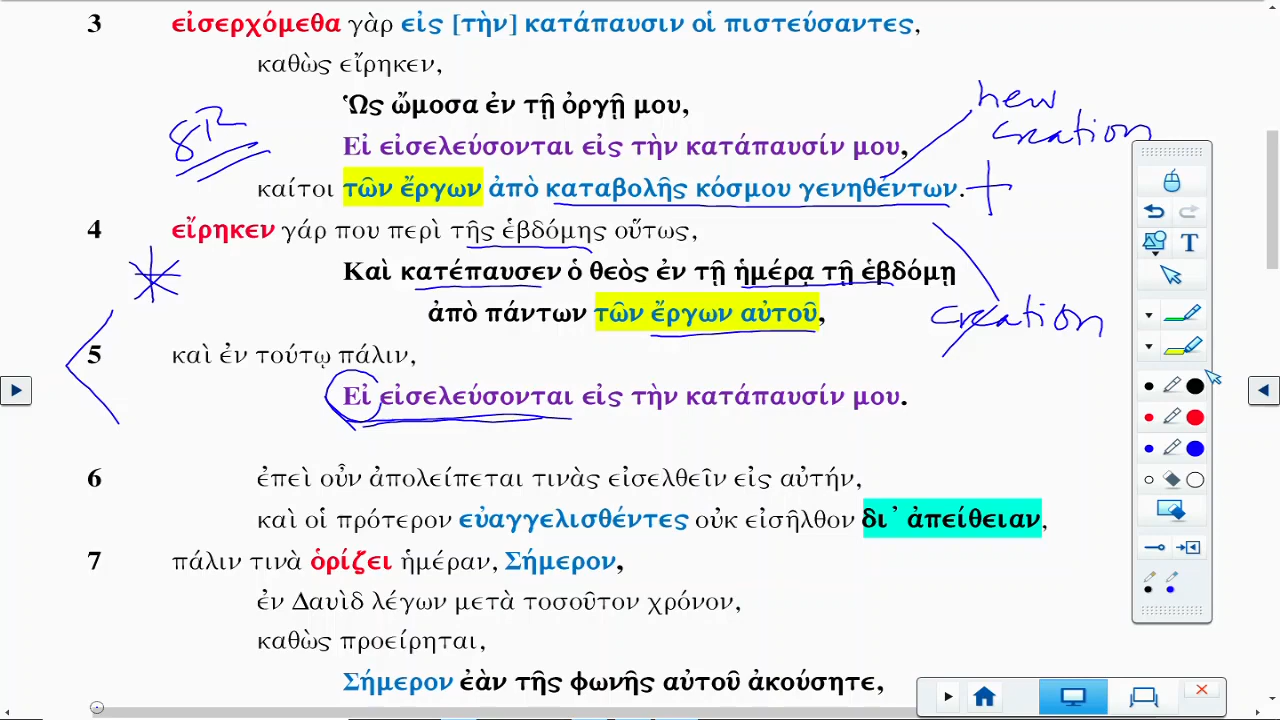 3 εἰσερχόμεθα γὰρ εἰς [τὴν] κατάπαυσιν οἱ πιστεύσαντες,
καθὼς εἴρηκεν,
Ὡς ὤμοσα ἐν τῇ ὀργῇ μου,
new
creation
8
Εἰ εἰσελεύσονται εἰς τὴν κατάπαυσίν μου,
καίτοι τῶν ἔργων ἀπὸ καταβολῆς κόσμου γενηθέντων.
4 εἴρηκεν γάρ που περὶ τῆς ἑβδόμης οὕτως,
Καὶ κατέπαυσεν ὁ θεὸς ἐν τῇ ἡμέρᾳ τῇ ἑβδόμῃ
ἀπὸ πάντων τῶν ἔργων αὐτοῦ,
creation
5 καὶ ἐν τούτῳ πάλιν,
Εἰ εἰσελεύσονται εἰς τὴν κατάπαυσίν μου.
6 ἐπεὶ οὖν ἀπολείπεται τινὰς εἰσελθεῖν εἰς αὐτήν,
καὶ οἱ πρότερον εὐαγγελισθέντες οὐκ εἰσῆλθον δι᾽ ἀπείθειαν,
7 πάλιν τινὰ ὁρίζει ἡμέραν, Σήμερον,
ἐν Δαυὶδ λέγων μετὰ τοσοῦτον χρόνον,
καθὼς προείρηται,
Σήμερον ἐὰν τῆς φωνῆς αὐτοῦ ἀκούσητε,
T